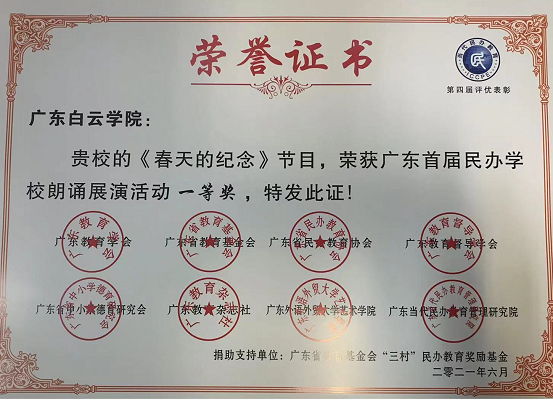 荣誉证书
当代民办教育
民
ICCPE
第四届评优表彰
广东白云学院：
贵校的《春天的纪念》节目，荣获广东首届民办学
校朗诵展演活动 一等奖 ，特发此证！
广东教育学会 广东省教育基金会 广东省民办教育协会 广东教育督导学会
广东省中小学德育研究会 广东教育杂志社 广东外语外贸大学艺术学院 广东当代民办教育管理研究院
捐助支持单位：广东省 基金会“三村”民办教育奖励基金
二零二一年六月